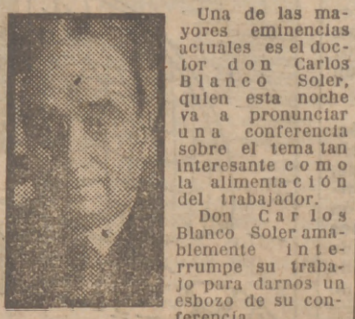 Una de las ma-
yores eminencias
actuales es el doc-
tor don Carlos
Blanco Soler,
quien esta noche
va a pronunciar
una conferencia
sobre el tema tan
interesante como
la alimentación
del trabajador.
Don Carlos
Blanco Soler ama-
blemente inte-
rrumpe su traba-
jo para darnos un
esbozo de su con-
ferencia